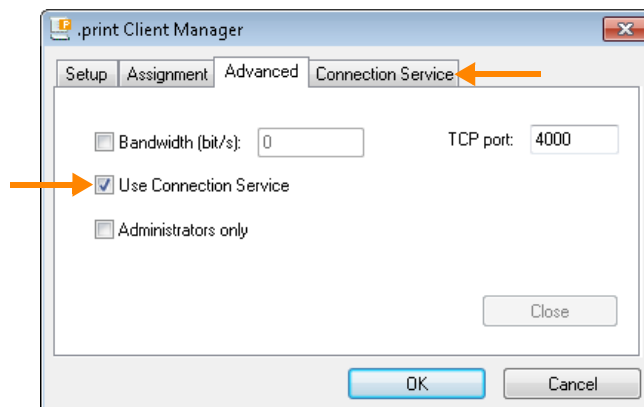 .print Client Manager
Setup Assignment Advanced Connection Service
Bandwidth (bit/s): 0 TCP port: 4000
Use Connection Service
Administrators only
Close
OK Cancel